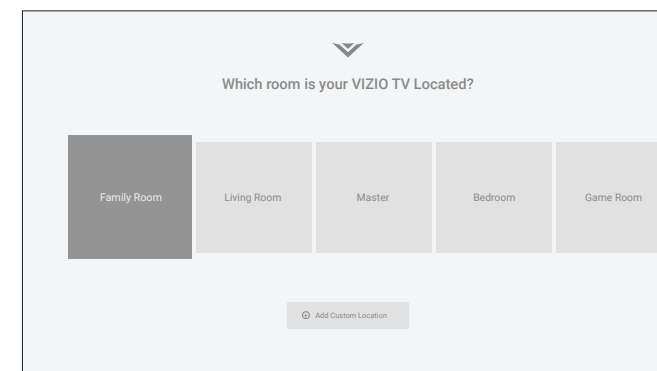 Which room is your VIZIO TV Located?
Family Room
Living Room
Master
Bedroom
Game Room
Add Custom Location